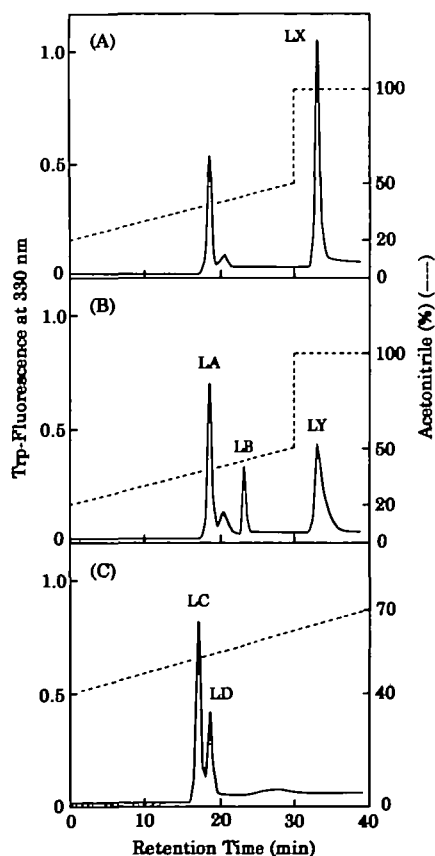 (A)
LX
1.0
0.5
0
100
50
20
0
(B)
LA
LB
LY
1.0
0.5
0
100
50
20
0
(C)
LC
LD
1.0
0.5
0
70
40
0
0
10
20
30
40
Retention Time (min)
Trp-Fluorescence at 330 nm
Acetonitrile (%) (----)